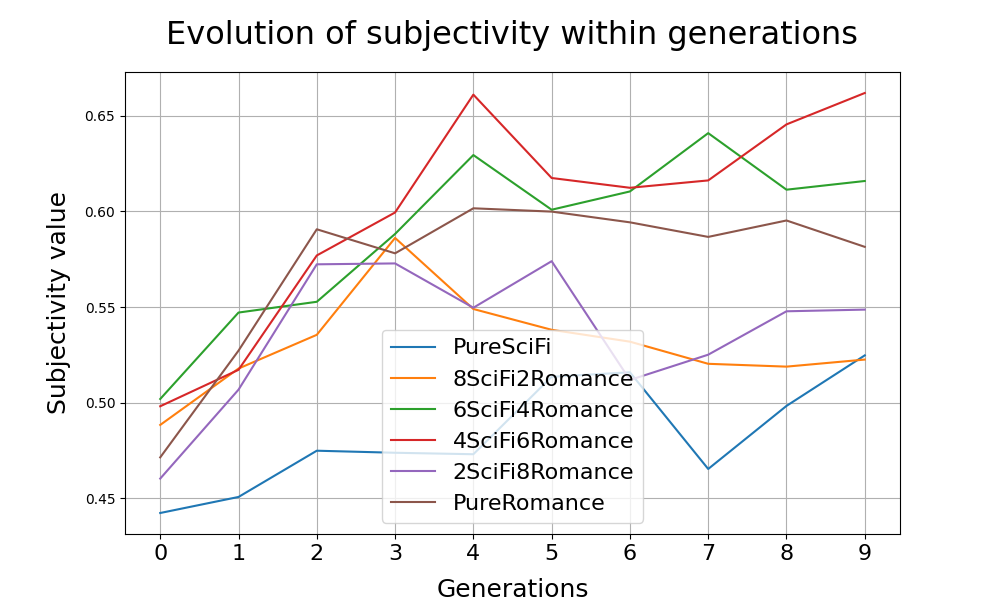 Evolution of subjectivity within generations
Subjectivity value
0.65
0.60
0.55
0.50
0.45
PureSciFi
8SciFi2Romance
6SciFi4Romance
4SciFi6Romance
2SciFi8Romance
PureRomance
0 1 2 3 4 5 6 7 8 9
Generations